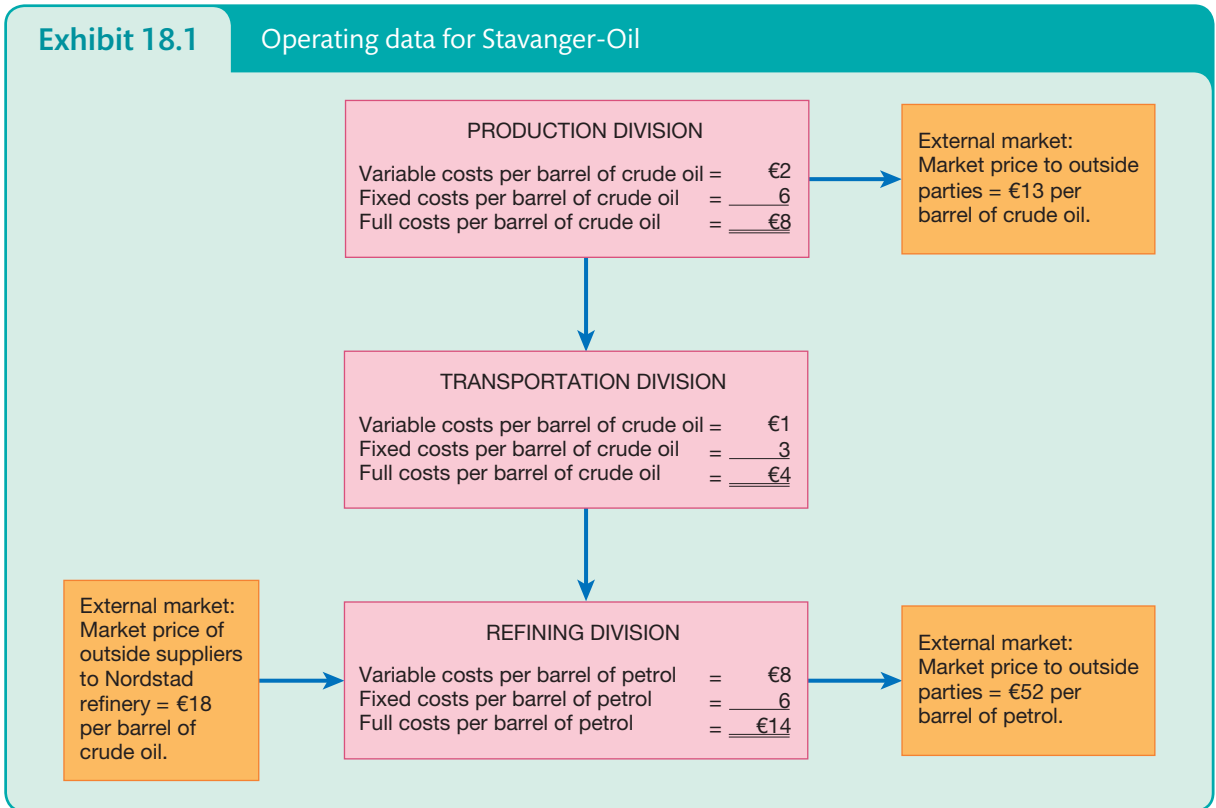 Exhibit 18.1
Operating data for Stavanger-Oil
PRODUCTION DIVISION
Variable costs per barrel of crude oil = €2
Fixed costs per barrel of crude oil = 6
Full costs per barrel of crude oil = €8
External market:
Market price to outside
parties = €13 per
barrel of crude oil.
TRANSPORTATION DIVISION
Variable costs per barrel of crude oil = €1
Fixed costs per barrel of crude oil = 3
Full costs per barrel of crude oil = €4
External market:
Market price of
outside suppliers
to Nordstad
refinery = €18
per barrel of
crude oil.
REFINING DIVISION
Variable costs per barrel of petrol = €8
Fixed costs per barrel of petrol = 6
Full costs per barrel of petrol = €14
External market:
Market price to outside
parties = €52 per
barrel of petrol.